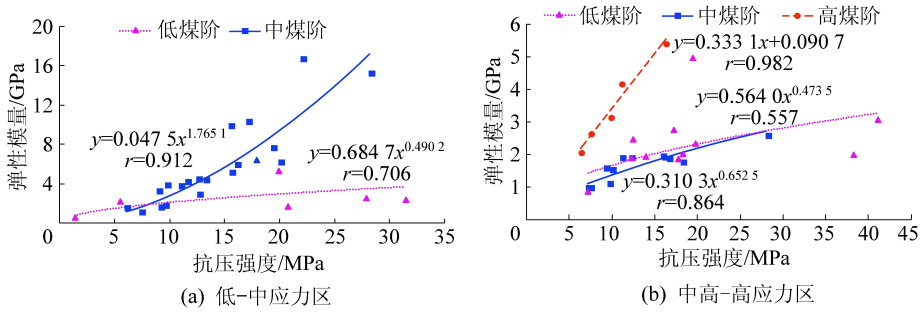 低煤阶 中煤阶
弹性模量/GPa
20
16
12
8
4
0
y=0.047 5x^1.765 1
r=0.912
y=0.684 7x^0.490 2
r=0.706
5 10 15 20 25 30 35
抗压强度/MPa
(a) 低-中应力区
低煤阶 中煤阶 高煤阶
弹性模量/GPa
6
5
4
3
2
1
0
y=0.333 1x+0.090 7
r=0.982
y=0.564 0x^0.473 5
r=0.557
y=0.310 3x^0.652 5
r=0.864
5 10 15 20 25 30 35 40 45
抗压强度/MPa
(b) 中高-高应力区